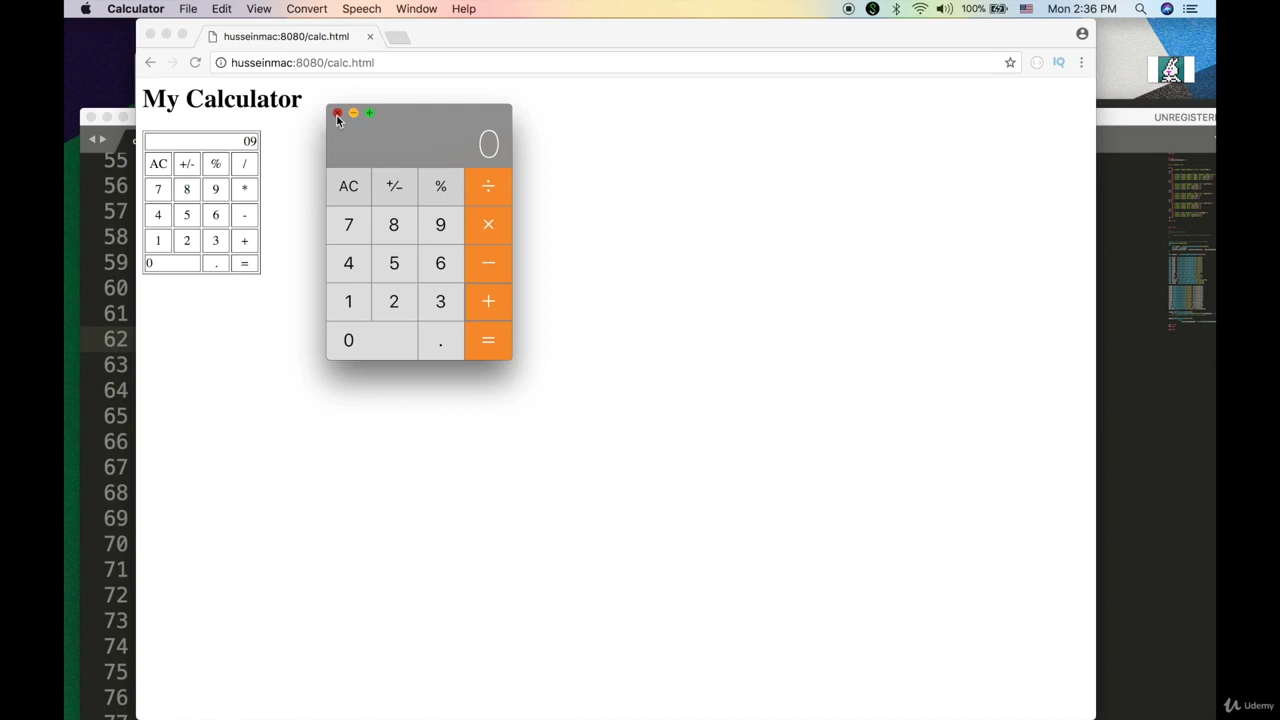 Calculator File Edit View Convert Speech Window Help 100% Mon 2:36 PM
husseinmac:8080/calc.html
husseinmac:8080/calc.html IQ
My Calculator
09
AC +/- % /
7 8 9 *
4 5 6 -
1 2 3 +
0 . =
0
AC +/- % ÷
8 9 ×
5 6 −
1 2 3 +
0 . =
UNREGISTERE
55
56
57
58
59
60
61
62
63
64
65
66
67
68
69
70
71
72
73
74
75
76
Udemy